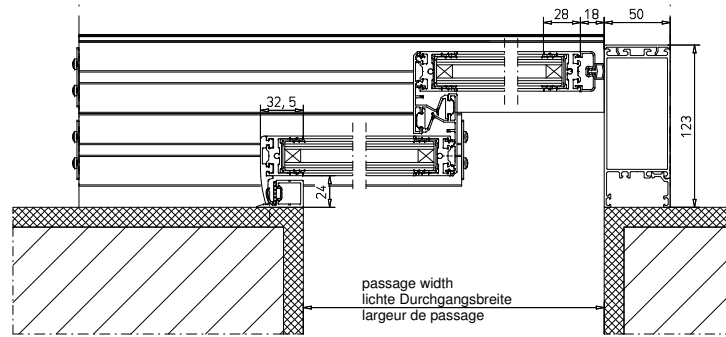 28 18 50
32,5
123
24
passage width
lichte Durchgangsbreite
largeur de passage